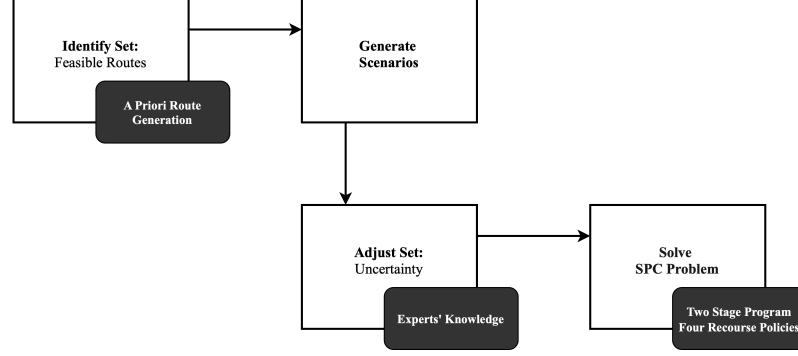 Identify Set:
Feasible Routes
A Priori Route
Generation
Generate
Scenarios
Adjust Set:
Uncertainty
Experts' Knowledge
Solve
SPC Problem
Two Stage Program
Four Recourse Policies